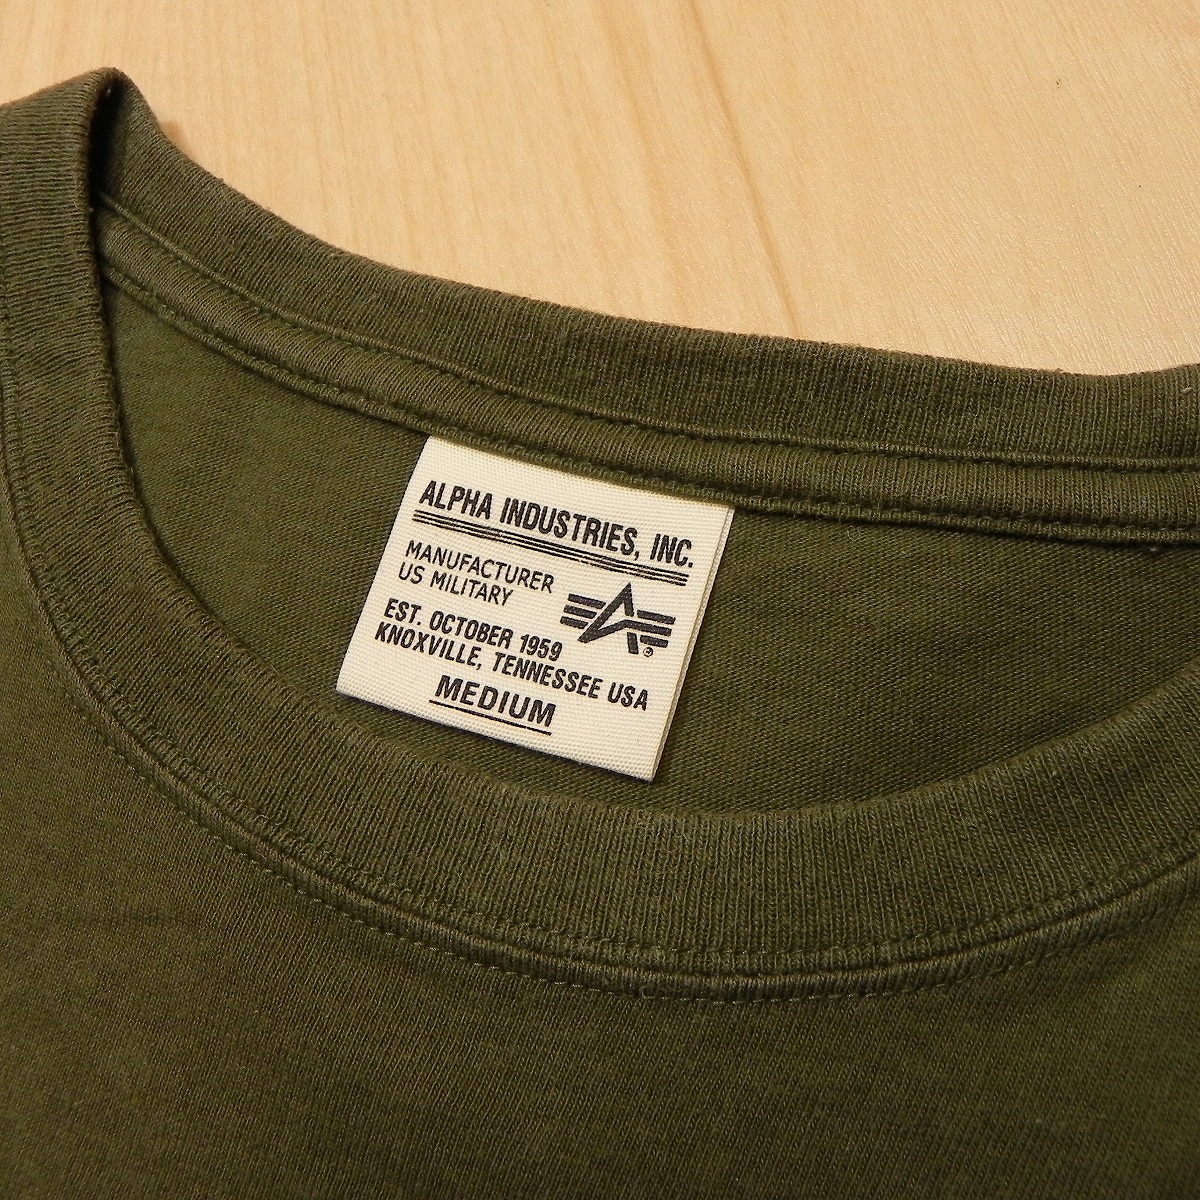 ALPHA INDUSTRIES, INC.
MANUFACTURER
US MILITARY
EST. OCTOBER 1959
KNOXVILLE, TENNESSEE USA
MEDIUM
®